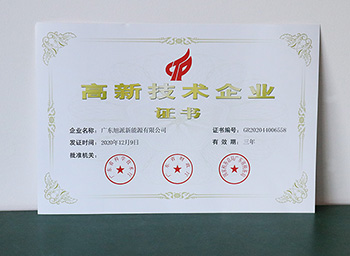 高新技术企业
证书
企业名称：广东旭派新能源有限公司 证书编号：GR202044006558
发证时间：2020年12月9日 有效期：三年
批准机关：